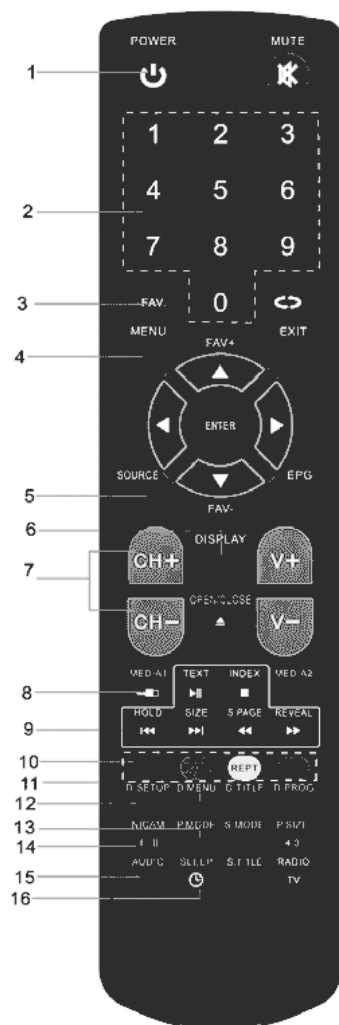 POWER MUTE
1
1 2 3
4 5 6
2
7 8 9
3 FAV. 0
MENU EXIT
FAV+
4
ENTER
SOURCE EPG
5
FAV-
6
DISPLAY
7 CH+ V+
OPEN/CLOSE
CH- V-
MEDIA1 TEXT INDEX MEDIA2
8
HOLD SIZE S.PAGE REVEAL
9
10 REPT
11 D.SETUP D.MENU D.TITLE D.PROG
12
NICAM P.MODE S.MODE P.SIZE
13
14
AUDIO SLEEP S.TITLE RADIO
15 TV
16